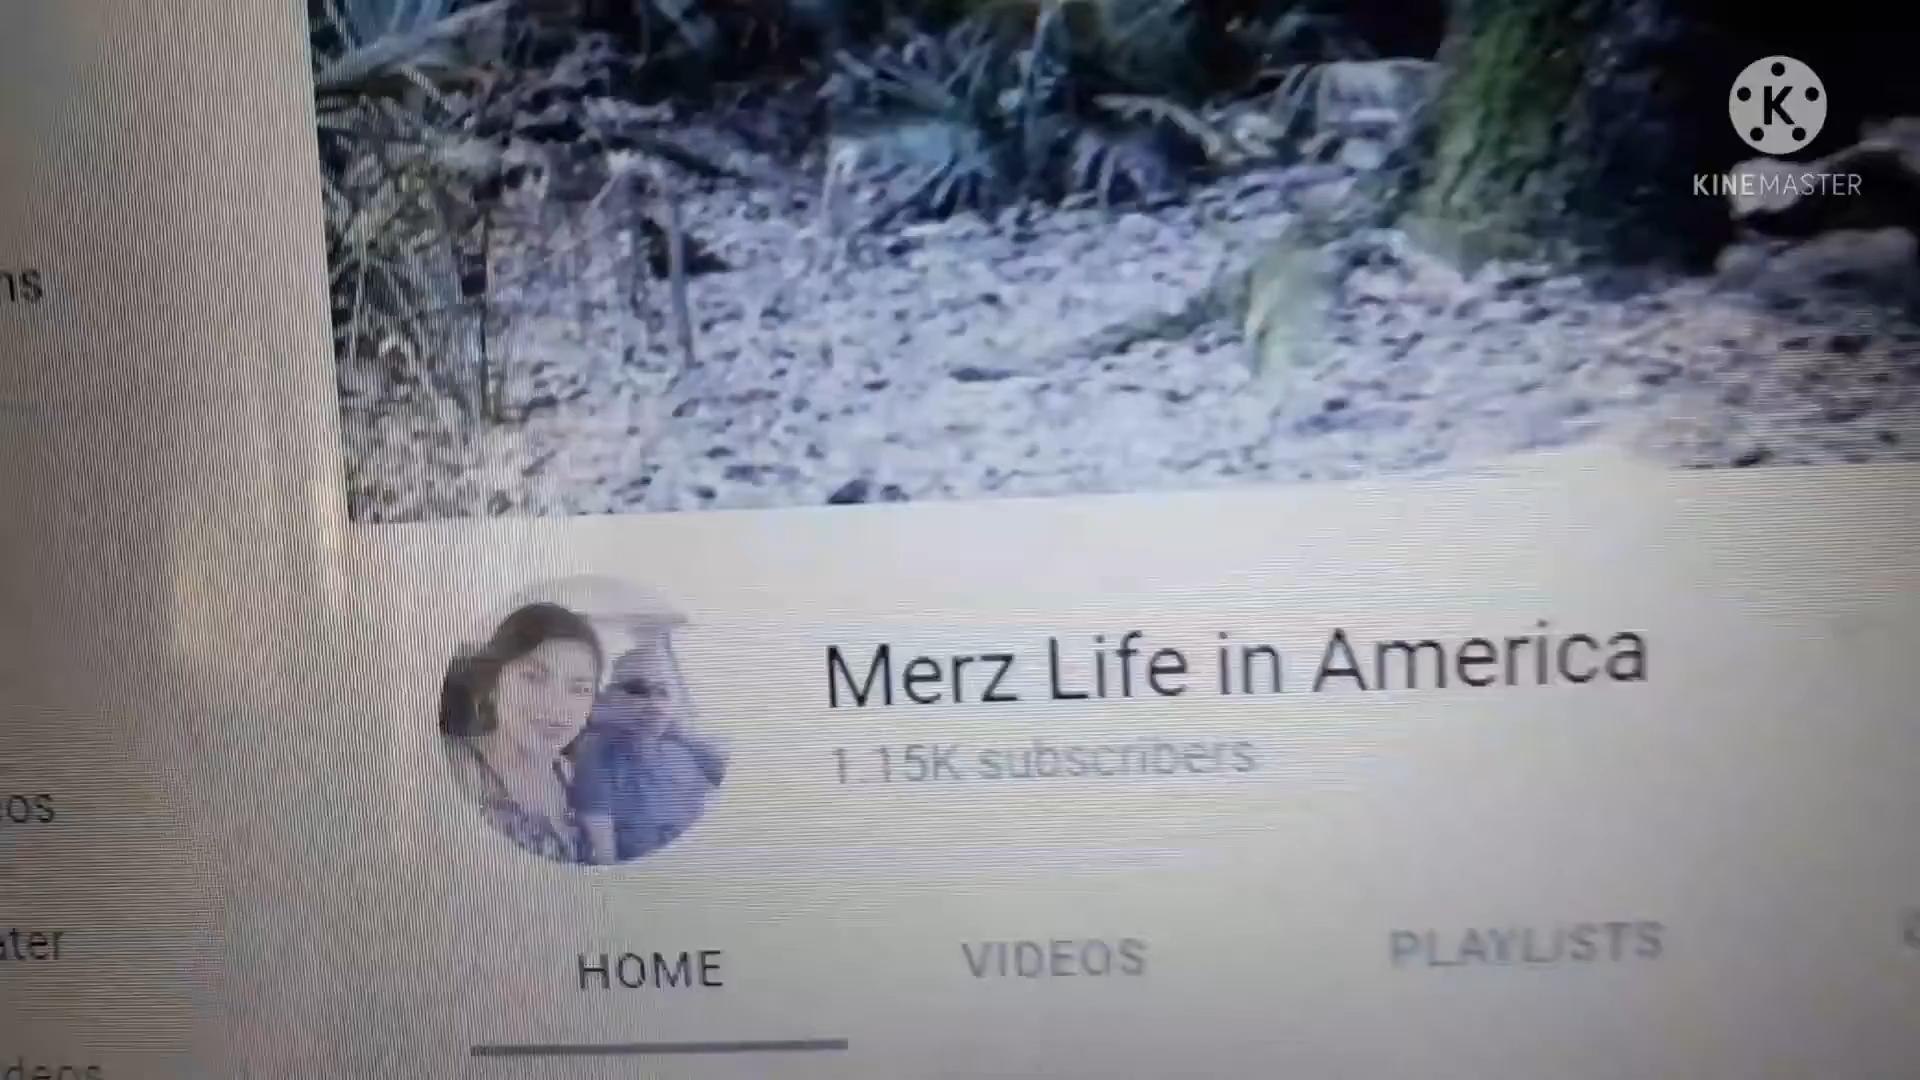 K
KINEMASTER
Merz Life in America
1.15K subscribers
HOME VIDEOS PLAYLISTS